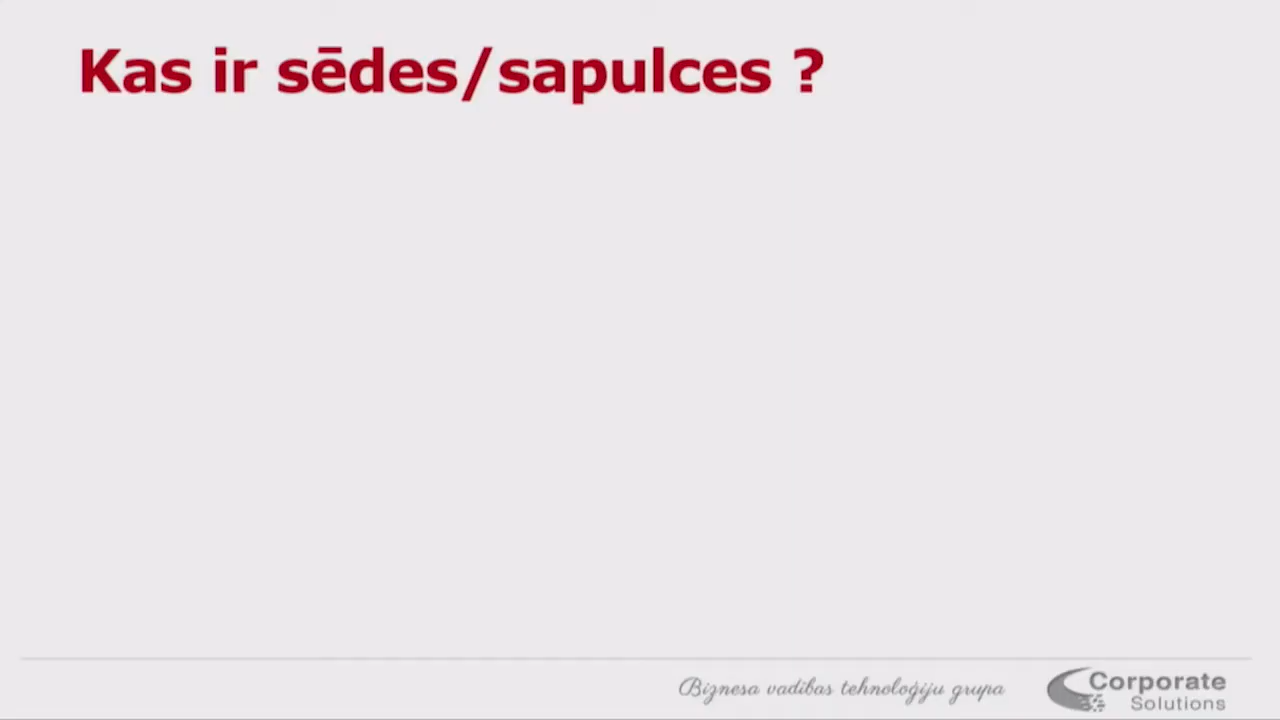 Kas ir sēdes/sapulces ?
Biznesa vadības tehnoloģiju grupa
Corporate
Solutions